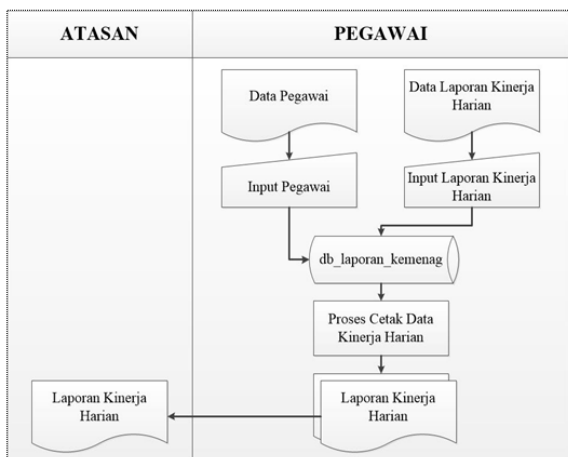 ATASAN
PEGAWAI
Data Pegawai
Data Laporan Kinerja
Harian
Input Pegawai
Input Laporan Kinerja
Harian
db_laporan_kemenag
Proses Cetak Data
Kinerja Harian
Laporan Kinerja
Harian
Laporan Kinerja
Harian